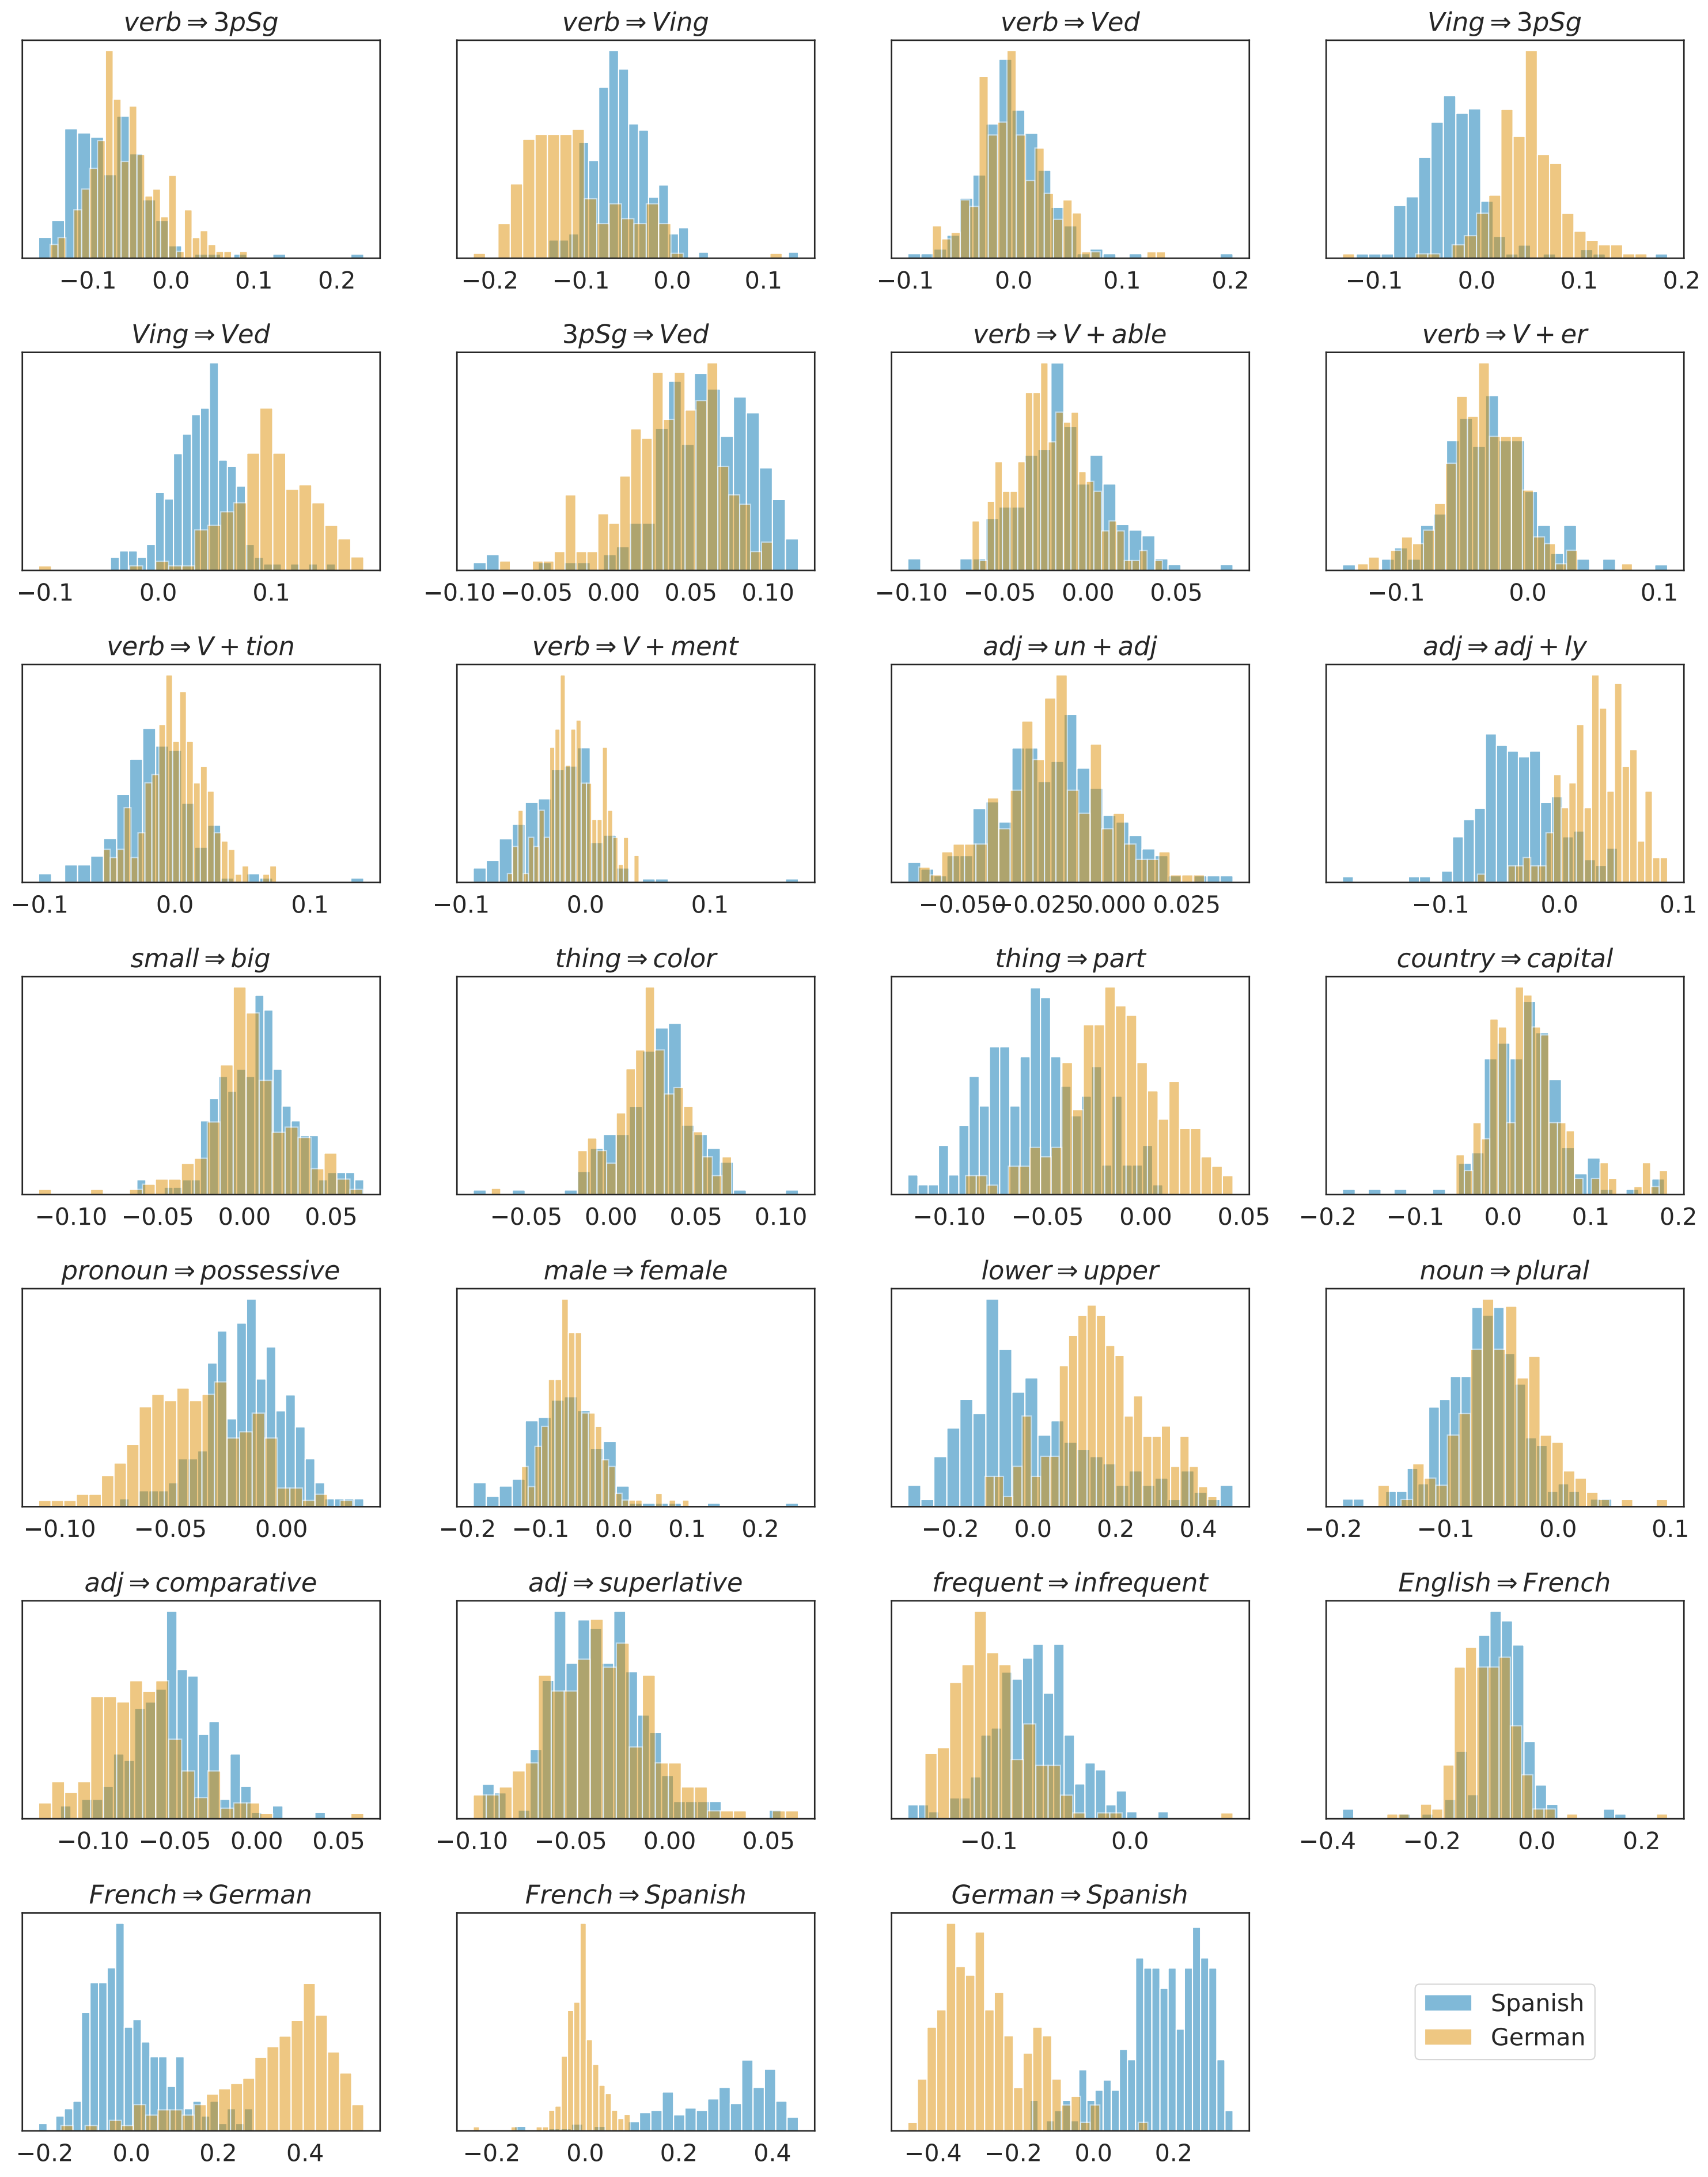 verb ⇒ 3pSg verb ⇒ Ving verb ⇒ Ved Ving ⇒ 3pSg
−0.1 0.0 0.1 0.2 −0.2 −0.1 0.0 0.1 −0.1 0.0 0.1 0.2 −0.1 0.0 0.1 0.2
Ving ⇒ Ved 3pSg ⇒ Ved verb ⇒ V + able verb ⇒ V + er
−0.1 0.0 0.1 −0.10 −0.05 0.00 0.05 0.10 −0.10 −0.05 0.00 0.05 −0.1 0.0 0.1
verb ⇒ V + tion verb ⇒ V + ment adj ⇒ un + adj adj ⇒ adj + ly
−0.1 0.0 0.1 −0.1 0.0 0.1 −0.050 −0.025 0.000 0.025 −0.1 0.0 0.1
small ⇒ big thing ⇒ color thing ⇒ part country ⇒ capital
−0.10 −0.05 0.00 0.05 −0.05 0.00 0.05 0.10 −0.10 −0.05 0.00 0.05 −0.2 −0.1 0.0 0.1 0.2
pronoun ⇒ possessive male ⇒ female lower ⇒ upper noun ⇒ plural
−0.10 −0.05 0.00 −0.2 −0.1 0.0 0.1 0.2 −0.2 0.0 0.2 0.4 −0.2 −0.1 0.0 0.1
adj ⇒ comparative adj ⇒ superlative frequent ⇒ infrequent English ⇒ French
−0.10 −0.05 0.00 0.05 −0.10 −0.05 0.00 0.05 −0.1 0.0 −0.4 −0.2 0.0 0.2
French ⇒ German French ⇒ Spanish German ⇒ Spanish
Spanish
German
−0.2 0.0 0.2 0.4 −0.2 0.0 0.2 0.4 −0.4 −0.2 0.0 0.2